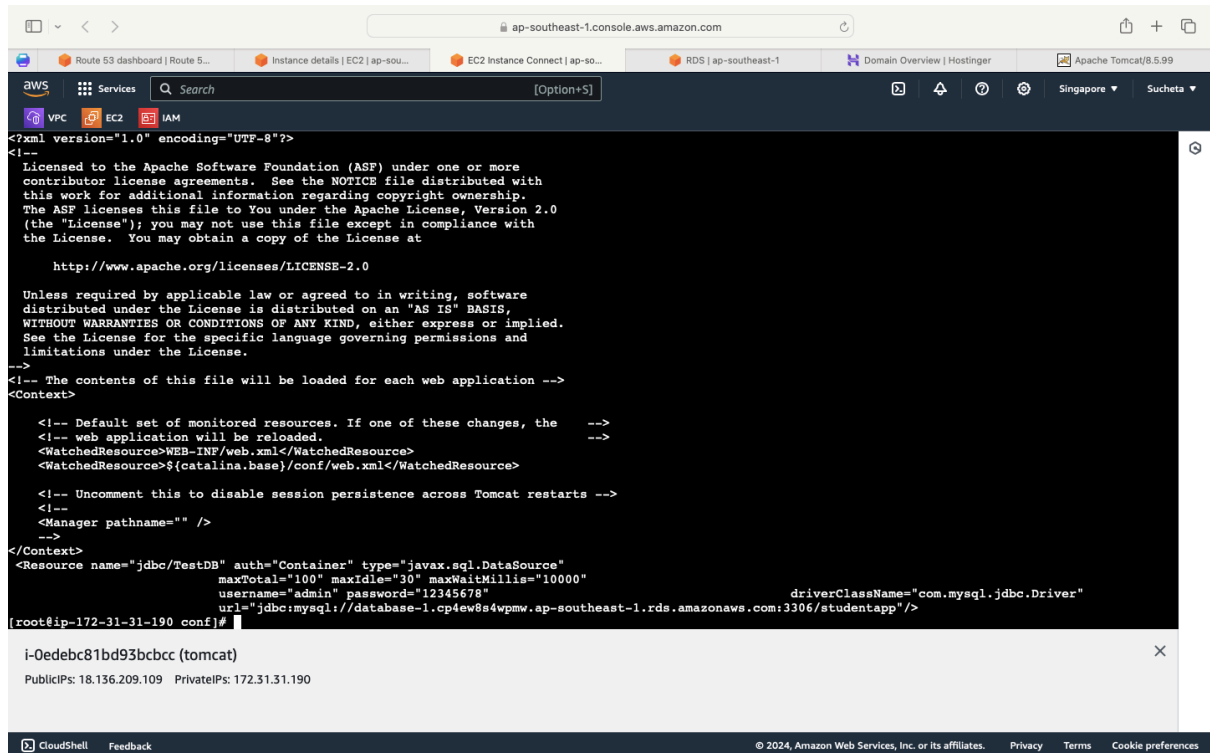 ap-southeast-1.console.aws.amazon.com
Route 53 dashboard | Route 5...
Instance details | EC2 | ap-sou...
EC2 Instance Connect | ap-so...
RDS | ap-southeast-1
Domain Overview | Hostinger
Apache Tomcat/8.5.99
aws Services Search [Option+S] Singapore Sucheta
VPC EC2 IAM
<?xml version="1.0" encoding="UTF-8"?>
<!--
  Licensed to the Apache Software Foundation (ASF) under one or more
  contributor license agreements.  See the NOTICE file distributed with
  this work for additional information regarding copyright ownership.
  The ASF licenses this file to You under the Apache License, Version 2.0
  (the "License"); you may not use this file except in compliance with
  the License.  You may obtain a copy of the License at

      http://www.apache.org/licenses/LICENSE-2.0

  Unless required by applicable law or agreed to in writing, software
  distributed under the License is distributed on an "AS IS" BASIS,
  WITHOUT WARRANTIES OR CONDITIONS OF ANY KIND, either express or implied.
  See the License for the specific language governing permissions and
  limitations under the License.
-->
<!-- The contents of this file will be loaded for each web application -->
<Context>

    <!-- Default set of monitored resources. If one of these changes, the    -->
    <!-- web application will be reloaded.                                   -->
    <WatchedResource>WEB-INF/web.xml</WatchedResource>
    <WatchedResource>${catalina.base}/conf/web.xml</WatchedResource>

    <!-- Uncomment this to disable session persistence across Tomcat restarts -->
    <!--
    <Manager pathname="" />
    -->
</Context>
 <Resource name="jdbc/TestDB" auth="Container" type="javax.sql.DataSource"
                            maxTotal="100" maxIdle="30" maxWaitMillis="10000"
                            username="admin" password="12345678"                                        driverClassName="com.mysql.jdbc.Driver"
                            url="jdbc:mysql://database-1.cp4ew8s4wpmw.ap-southeast-1.rds.amazonaws.com:3306/studentapp"/>
[root@ip-172-31-31-190 conf]#
i-0edebc81bd93bcbcc (tomcat)
PublicIPs: 18.136.209.109 PrivateIPs: 172.31.31.190
CloudShell Feedback © 2024, Amazon Web Services, Inc. or its affiliates. Privacy Terms Cookie preferences